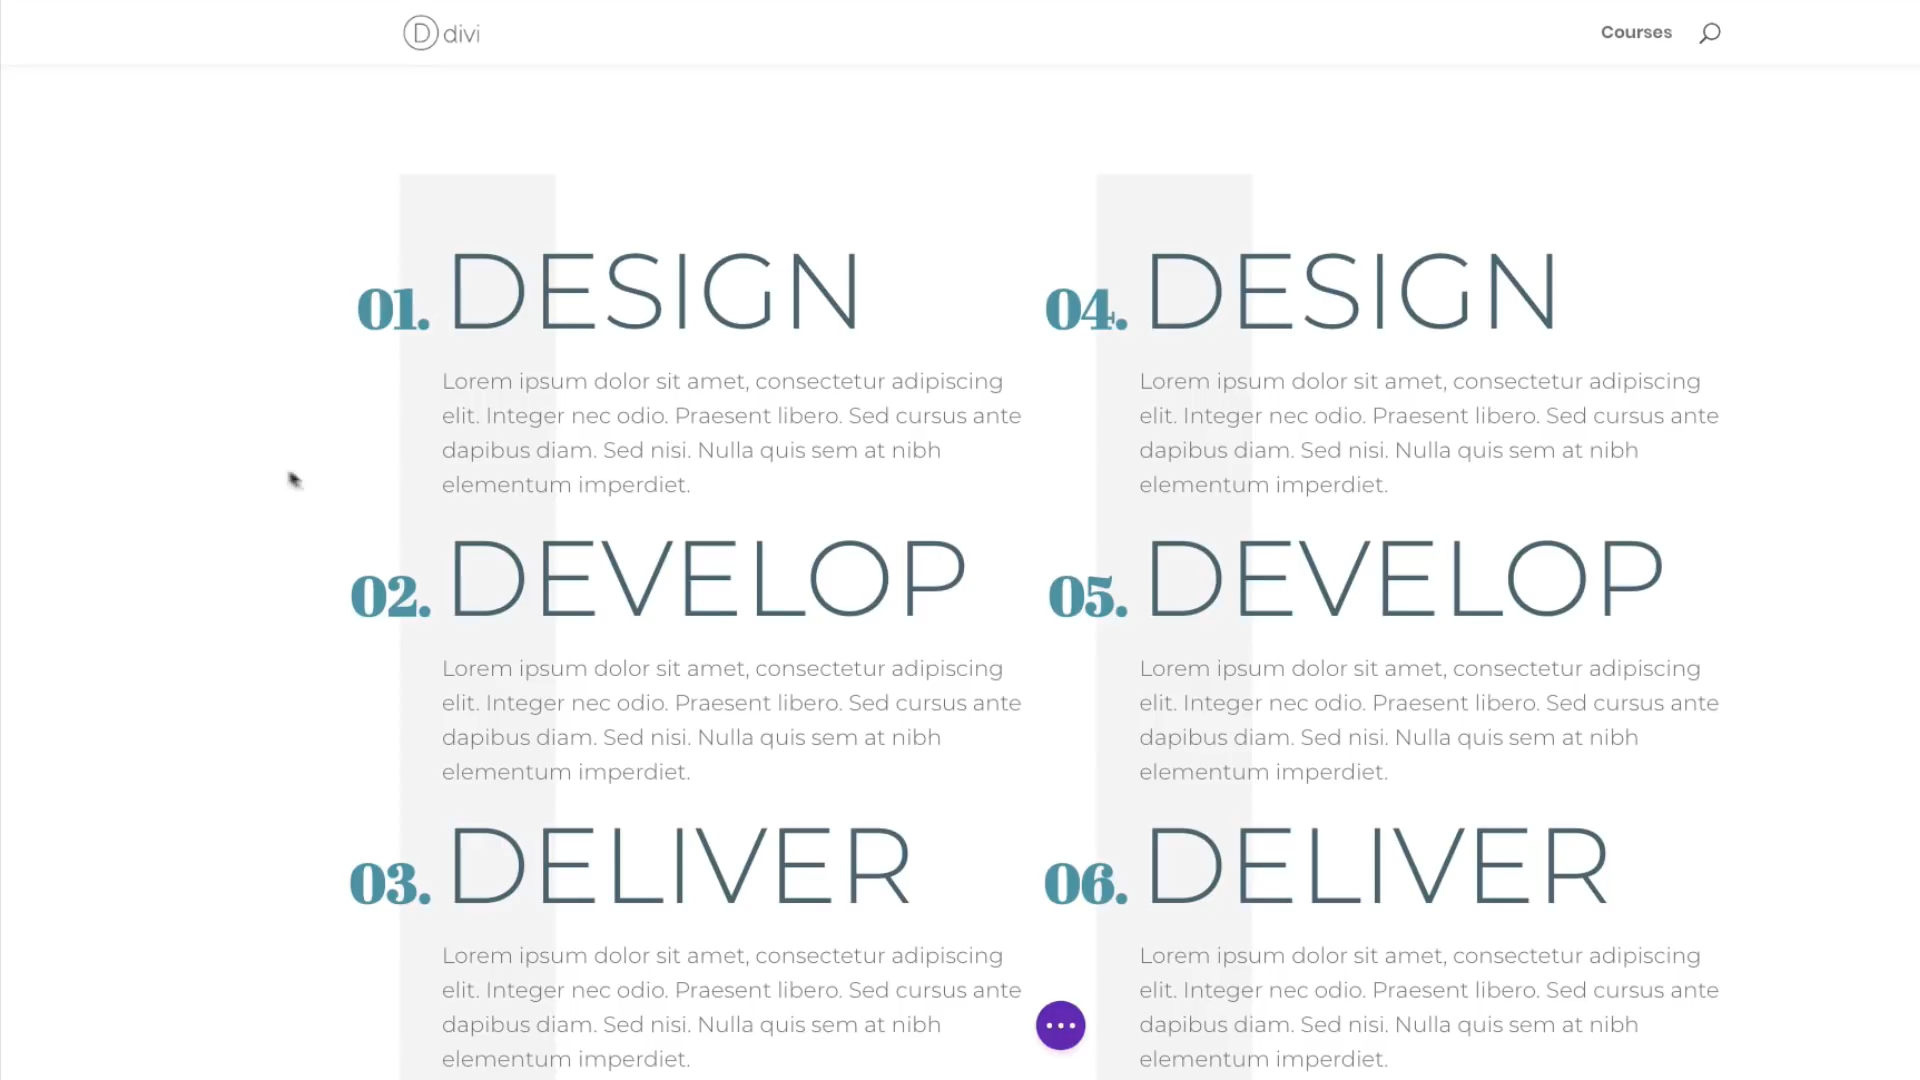 D divi
Courses
01. DESIGN
Lorem ipsum dolor sit amet, consectetur adipiscing
elit. Integer nec odio. Praesent libero. Sed cursus ante
dapibus diam. Sed nisi. Nulla quis sem at nibh
elementum imperdiet.
02. DEVELOP
Lorem ipsum dolor sit amet, consectetur adipiscing
elit. Integer nec odio. Praesent libero. Sed cursus ante
dapibus diam. Sed nisi. Nulla quis sem at nibh
elementum imperdiet.
03. DELIVER
Lorem ipsum dolor sit amet, consectetur adipiscing
elit. Integer nec odio. Praesent libero. Sed cursus ante
dapibus diam. Sed nisi. Nulla quis sem at nibh
elementum imperdiet.
04. DESIGN
Lorem ipsum dolor sit amet, consectetur adipiscing
elit. Integer nec odio. Praesent libero. Sed cursus ante
dapibus diam. Sed nisi. Nulla quis sem at nibh
elementum imperdiet.
05. DEVELOP
Lorem ipsum dolor sit amet, consectetur adipiscing
elit. Integer nec odio. Praesent libero. Sed cursus ante
dapibus diam. Sed nisi. Nulla quis sem at nibh
elementum imperdiet.
06. DELIVER
Lorem ipsum dolor sit amet, consectetur adipiscing
elit. Integer nec odio. Praesent libero. Sed cursus ante
dapibus diam. Sed nisi. Nulla quis sem at nibh
elementum imperdiet.